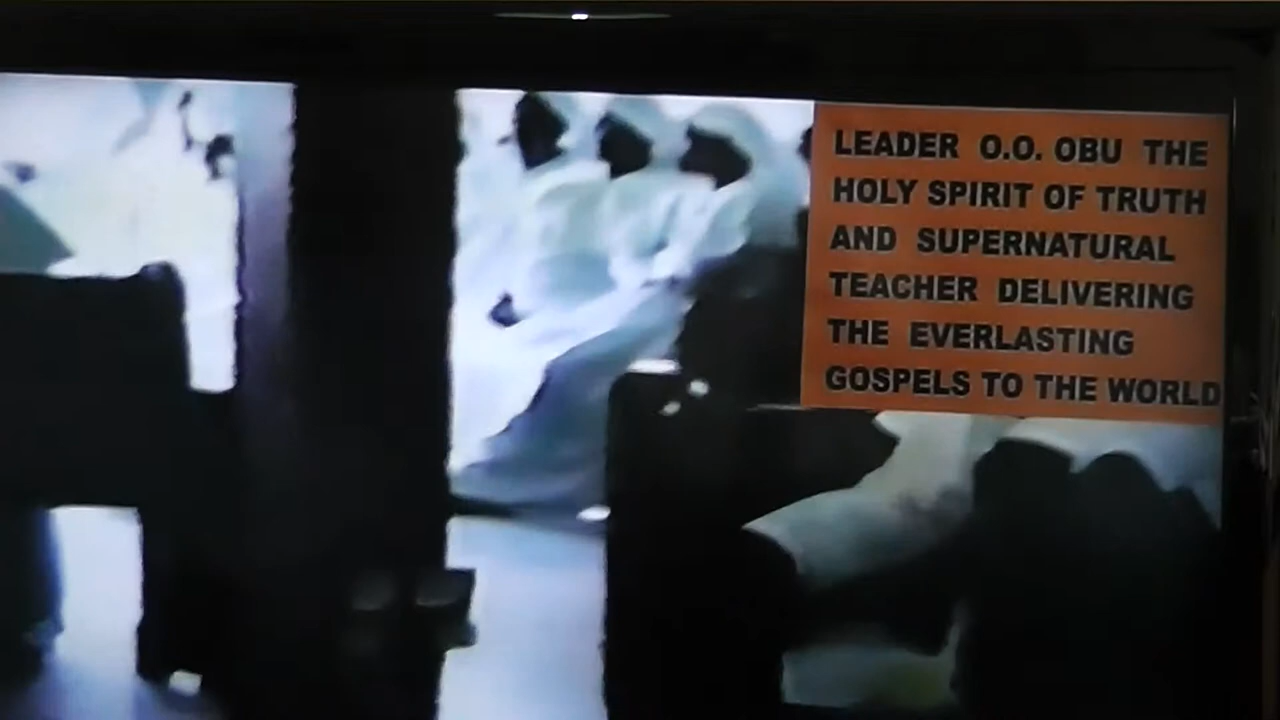 LEADER O.O. OBU THE
HOLY SPIRIT OF TRUTH
AND SUPERNATURAL
TEACHER DELIVERING
THE EVERLASTING
GOSPELS TO THE WORLD